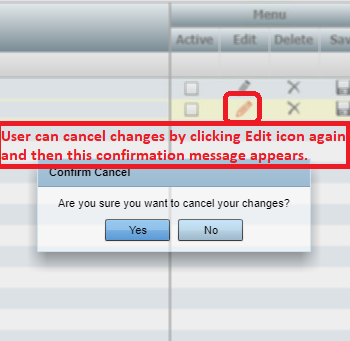 Menu
Active Edit Delete Sav
User can cancel changes by clicking Edit icon again
and then this confirmation message appears.
Confirm Cancel
Are you sure you want to cancel your changes?
Yes No